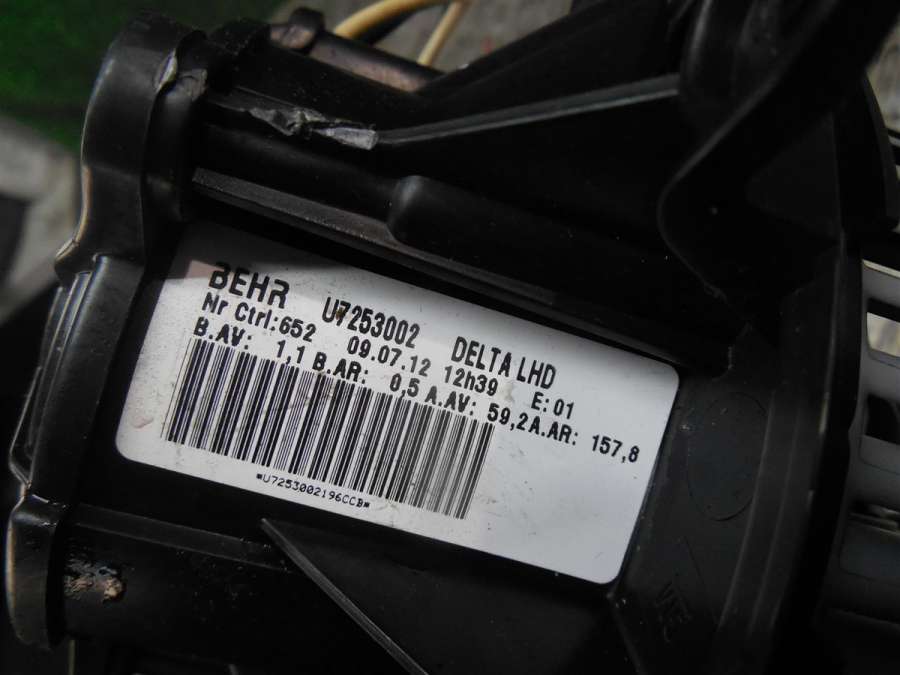 BEHR U7253002 DELTA LHD
Nr Ctrl:652 09.07.12 12h39 E:01
B.AV: 1,1 B.AR: 0,5 A.AV: 59,2 A.AR: 157,8
*U7253002196CCB*